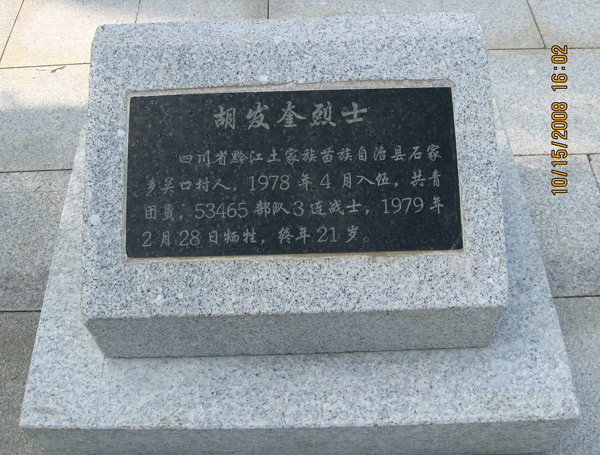 胡发奎烈士
四川省黔江土家族苗族自治县石家
乡关口村人，1978年4月入伍，共青
团员，53465部队3连战士，1979年
2月28日牺牲，终年21岁。
10/15/2008 16:02